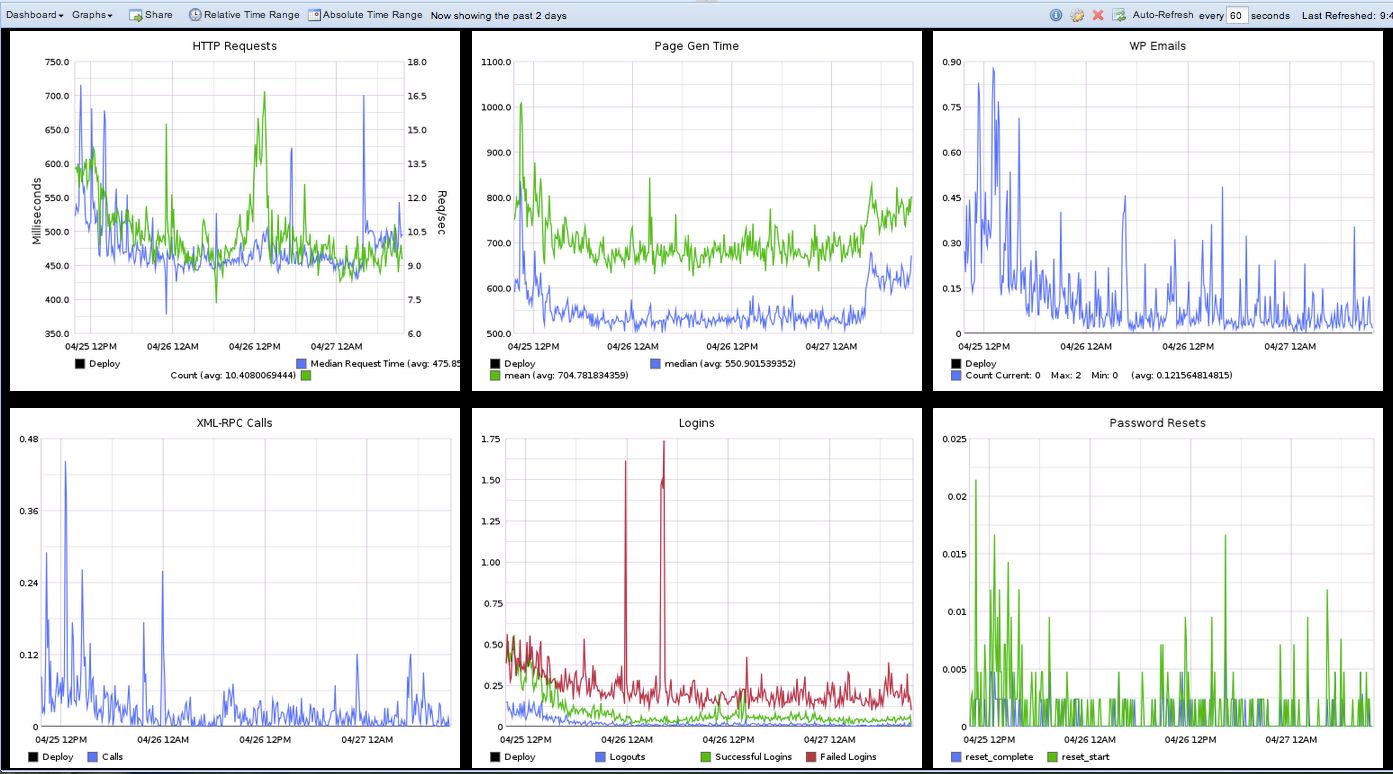 Dashboard Graphs Share Relative Time Range Absolute Time Range Now showing the past 2 days Auto-Refresh every 60 seconds Last Refreshed: 9:4
HTTP Requests
750.0
700.0
650.0
600.0
550.0
500.0
450.0
400.0
350.0
Milliseconds
18.0
16.5
15.0
13.5
12.0
10.5
9.0
7.5
6.0
Req/sec
04/25 12PM 04/26 12AM 04/26 12PM 04/27 12AM
Deploy Median Request Time (avg: 475.85
Count (avg: 10.4080069444)
Page Gen Time
1100.0
1000.0
900.0
800.0
700.0
600.0
500.0
04/25 12PM 04/26 12AM 04/26 12PM 04/27 12AM
Deploy median (avg: 550.901539352)
mean (avg: 704.781834359)
WP Emails
0.90
0.75
0.60
0.45
0.30
0.15
0
04/25 12PM 04/26 12AM 04/26 12PM 04/27 12AM
Deploy
Count Current: 0 Max: 2 Min: 0 (avg: 0.121564814815)
XML-RPC Calls
0.48
0.36
0.24
0.12
0
04/25 12PM 04/26 12AM 04/26 12PM 04/27 12AM
Deploy Calls
Logins
1.75
1.50
1.25
1.00
0.75
0.50
0.25
0
04/25 12PM 04/26 12AM 04/26 12PM 04/27 12AM
Deploy Logouts Successful Logins Failed Logins
Password Resets
0.025
0.02
0.015
0.01
0.005
0
04/25 12PM 04/26 12AM 04/26 12PM 04/27 12AM
reset_complete reset_start